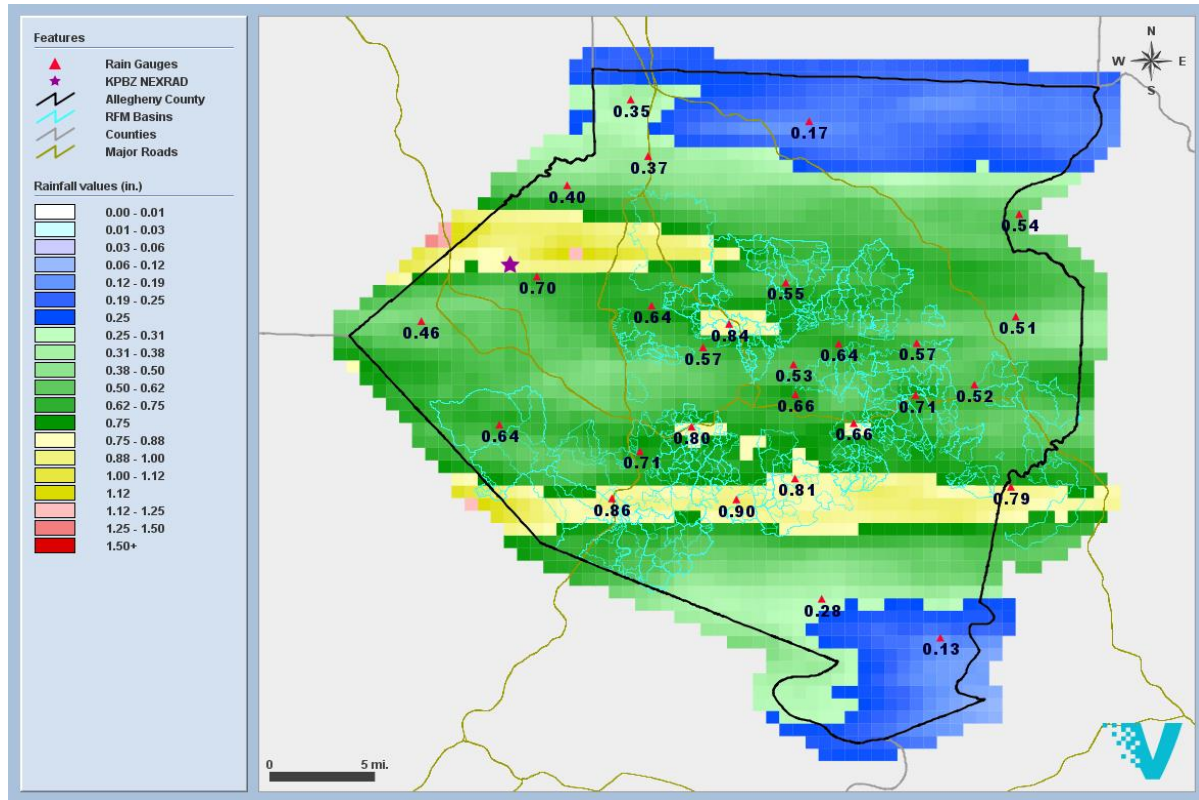 Features
Rain Gauges
KPBZ NEXRAD
Allegheny County
RFM Basins
Counties
Major Roads
Rainfall values (in.)
0.00 - 0.01
0.01 - 0.03
0.03 - 0.06
0.06 - 0.12
0.12 - 0.19
0.19 - 0.25
0.25
0.25 - 0.31
0.31 - 0.38
0.38 - 0.50
0.50 - 0.62
0.62 - 0.75
0.75
0.75 - 0.88
0.88 - 1.00
1.00 - 1.12
1.12
1.12 - 1.25
1.25 - 1.50
1.50+
N
W E
S
0.35
0.17
0.37
0.40
0.54
0.70
0.55
0.64
0.46
0.84
0.51
0.57
0.64
0.57
0.53
0.52
0.66
0.71
0.64
0.80
0.66
0.71
0.81
0.79
0.86
0.90
0.28
0.13
0 5 mi.
V